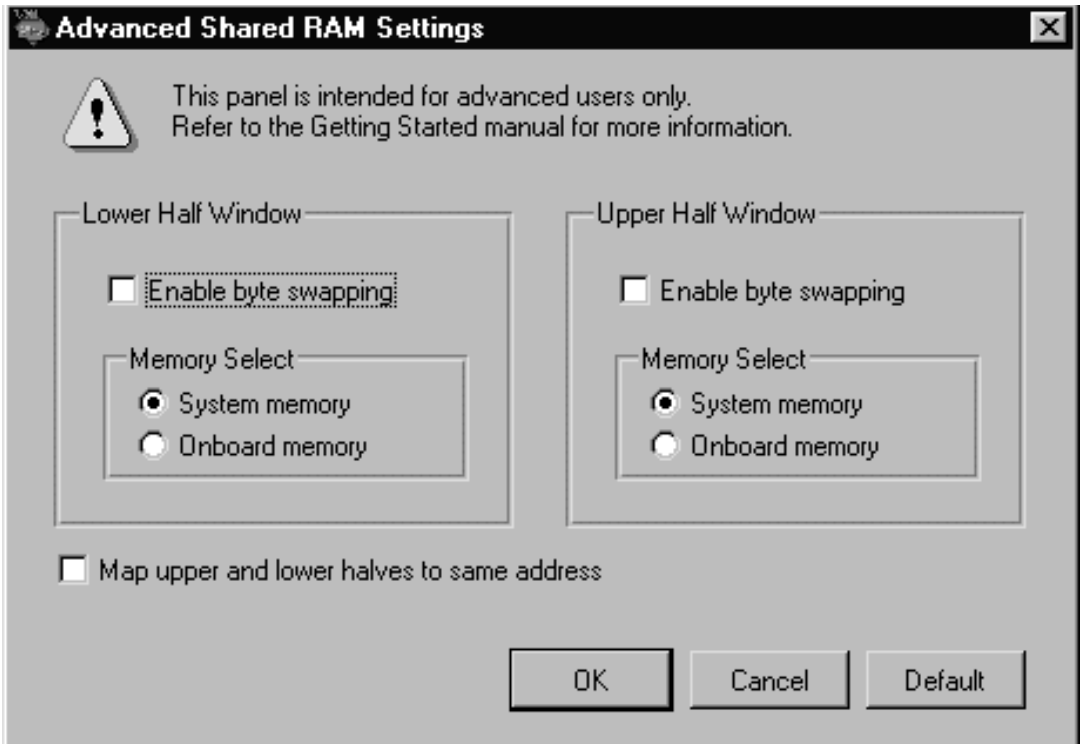 Advanced Shared RAM Settings
This panel is intended for advanced users only.
Refer to the Getting Started manual for more information.
Lower Half Window
Enable byte swapping
Memory Select
System memory
Onboard memory
Upper Half Window
Enable byte swapping
Memory Select
System memory
Onboard memory
Map upper and lower halves to same address
OK
Cancel
Default